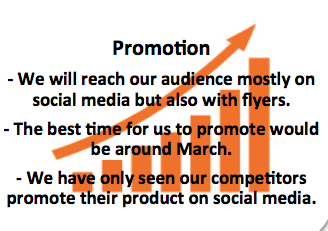 Promotion
- We will reach our audience mostly on
social media but also with flyers.
- The best time for us to promote would
be around March.
- We have only seen our competitors
promote their product on social media.